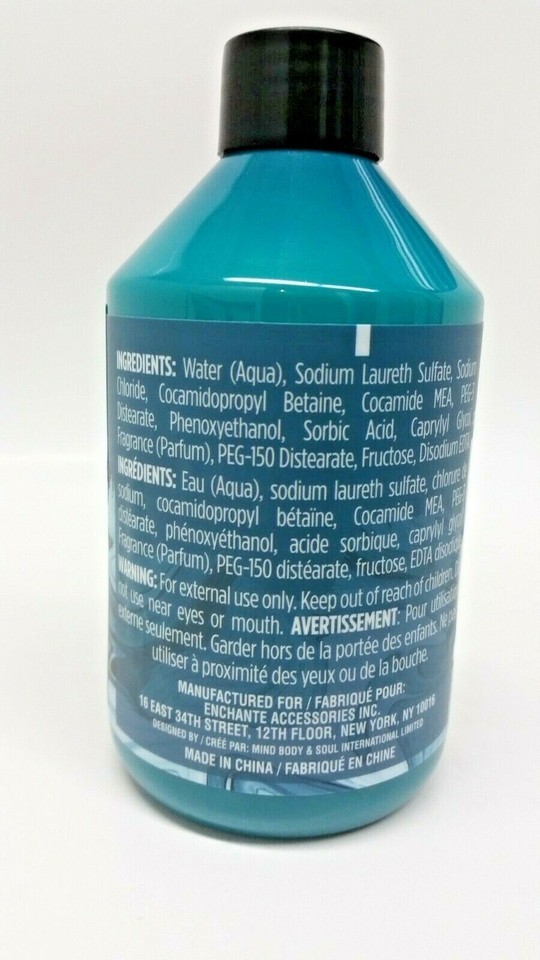 INGREDIENTS: Water (Aqua), Sodium Laureth Sulfate, Sodium
Chloride, Cocamidopropyl Betaine, Cocamide MEA,
Distearate, Phenoxyethanol, Sorbic Acid, Caprylyl
Fragrance (Parfum), PEG-150 Distearate, Fructose, Disodium
INGRÉDIENTS: Eau (Aqua), sodium laureth sulfate, chlorure de
sodium, cocamidopropyl bétaïne, Cocamide MEA,
distéarate, phénoxyéthanol, acide sorbique, caprylyl
Fragrance (Parfum), PEG-150 distéarate, fructose, EDTA
WARNING: For external use only. Keep out of reach of children.
not use near eyes or mouth. AVERTISSEMENT: Pour
externe seulement. Garder hors de la portée des enfants. Ne
utiliser à proximité des yeux ou de la bouche.
MANUFACTURED FOR / FABRIQUÉ POUR:
ENCHANTE ACCESSORIES INC.
16 EAST 34TH STREET, 12TH FLOOR, NEW YORK, NY 10016
DESIGNED BY / CRÉÉ PAR: MIND BODY & SOUL INTERNATIONAL LIMITED
MADE IN CHINA / FABRIQUÉ EN CHINE